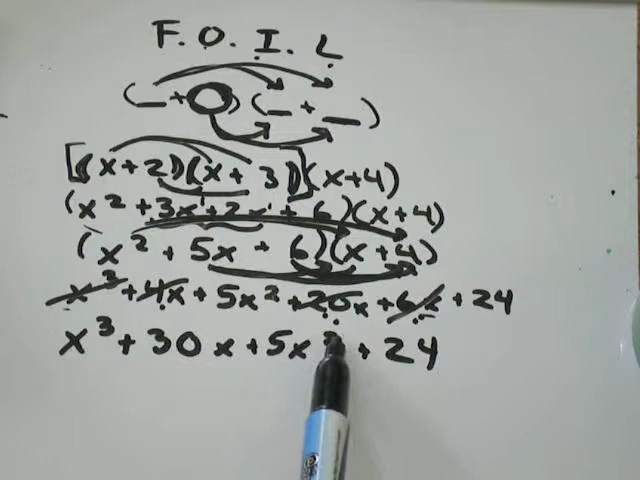 F. O. I. L
(_ + O) (_ + _)
[(x+2)(x+3)](x+4)
(x² + 3x + 2x + 6)(x+4)
(x² + 5x + 6)(x+4)
x³ + 4x + 5x² + 20x + 6x + 24
x³ + 30x + 5x² + 24